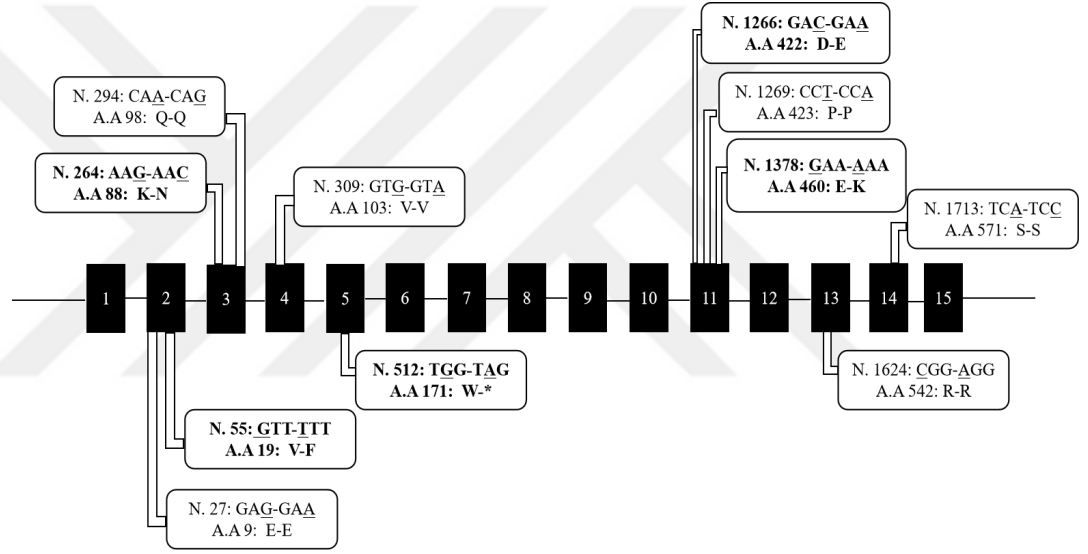 N. 1266: GAC-GAA
A.A 422: D-E
N. 294: CAA-CAG
A.A 98: Q-Q
N. 1269: CCT-CCA
A.A 423: P-P
N. 264: AAG-AAC
A.A 88: K-N
N. 309: GTG-GTA
A.A 103: V-V
N. 1378: GAA-AAA
A.A 460: E-K
N. 1713: TCA-TCC
A.A 571: S-S
1 2 3 4 5 6 7 8 9 10 11 12 13 14 15
N. 512: TGG-TAG
A.A 171: W-*
N. 1624: CGG-AGG
A.A 542: R-R
N. 55: GTT-TTT
A.A 19: V-F
N. 27: GAG-GAA
A.A 9: E-E